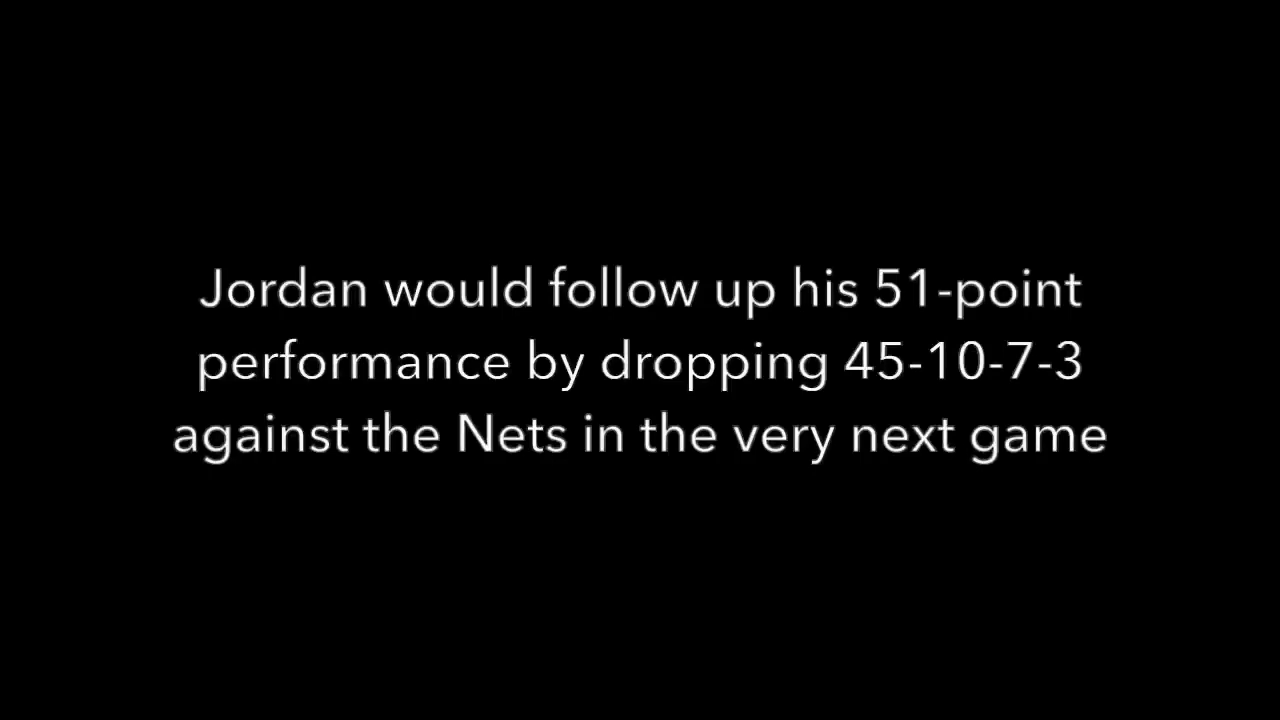 Jordan would follow up his 51-point
performance by dropping 45-10-7-3
against the Nets in the very next game